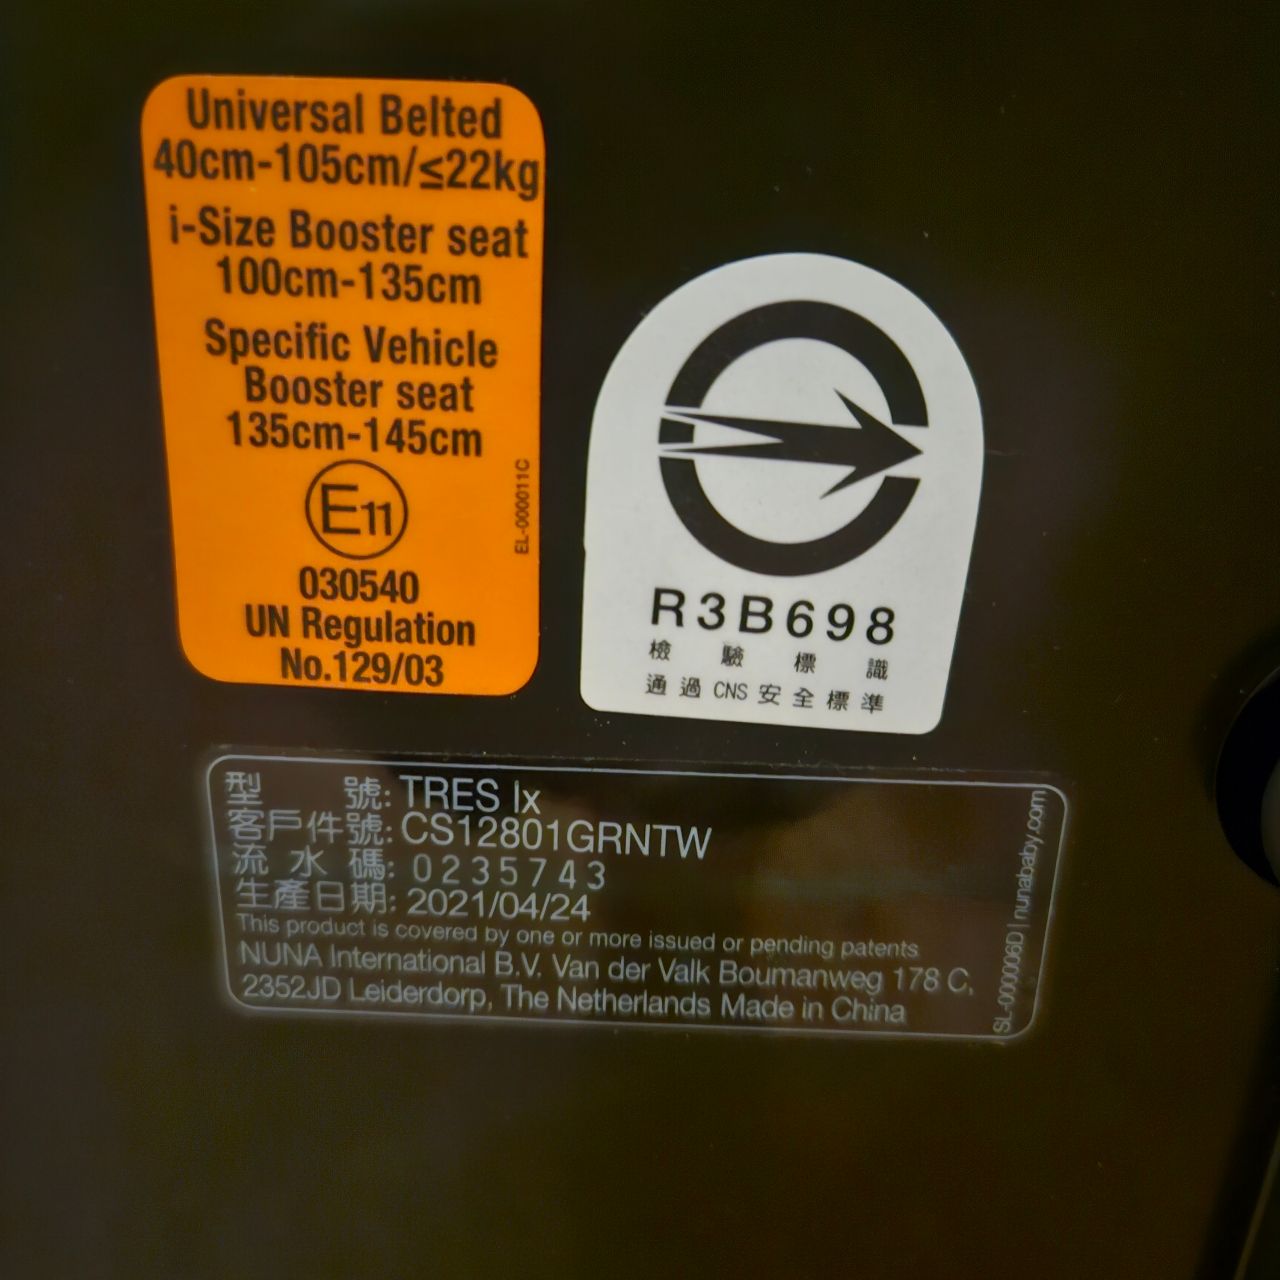 Universal Belted
40cm-105cm/≤22kg
i-Size Booster seat
100cm-135cm
Specific Vehicle
Booster seat
135cm-145cm
E11
EL-000011C
030540
UN Regulation
No.129/03
R3B698
檢驗標識
通過CNS安全標準
型號: TRES lx
客戶件號: CS12801GRNTW
流水碼: 0235743
生產日期: 2021/04/24
This product is covered by one or more issued or pending patents
NUNA International B.V. Van der Valk Boumanweg 178 C,
2352JD Leiderdorp, The Netherlands Made in China
SL-000006D | nunababy.com